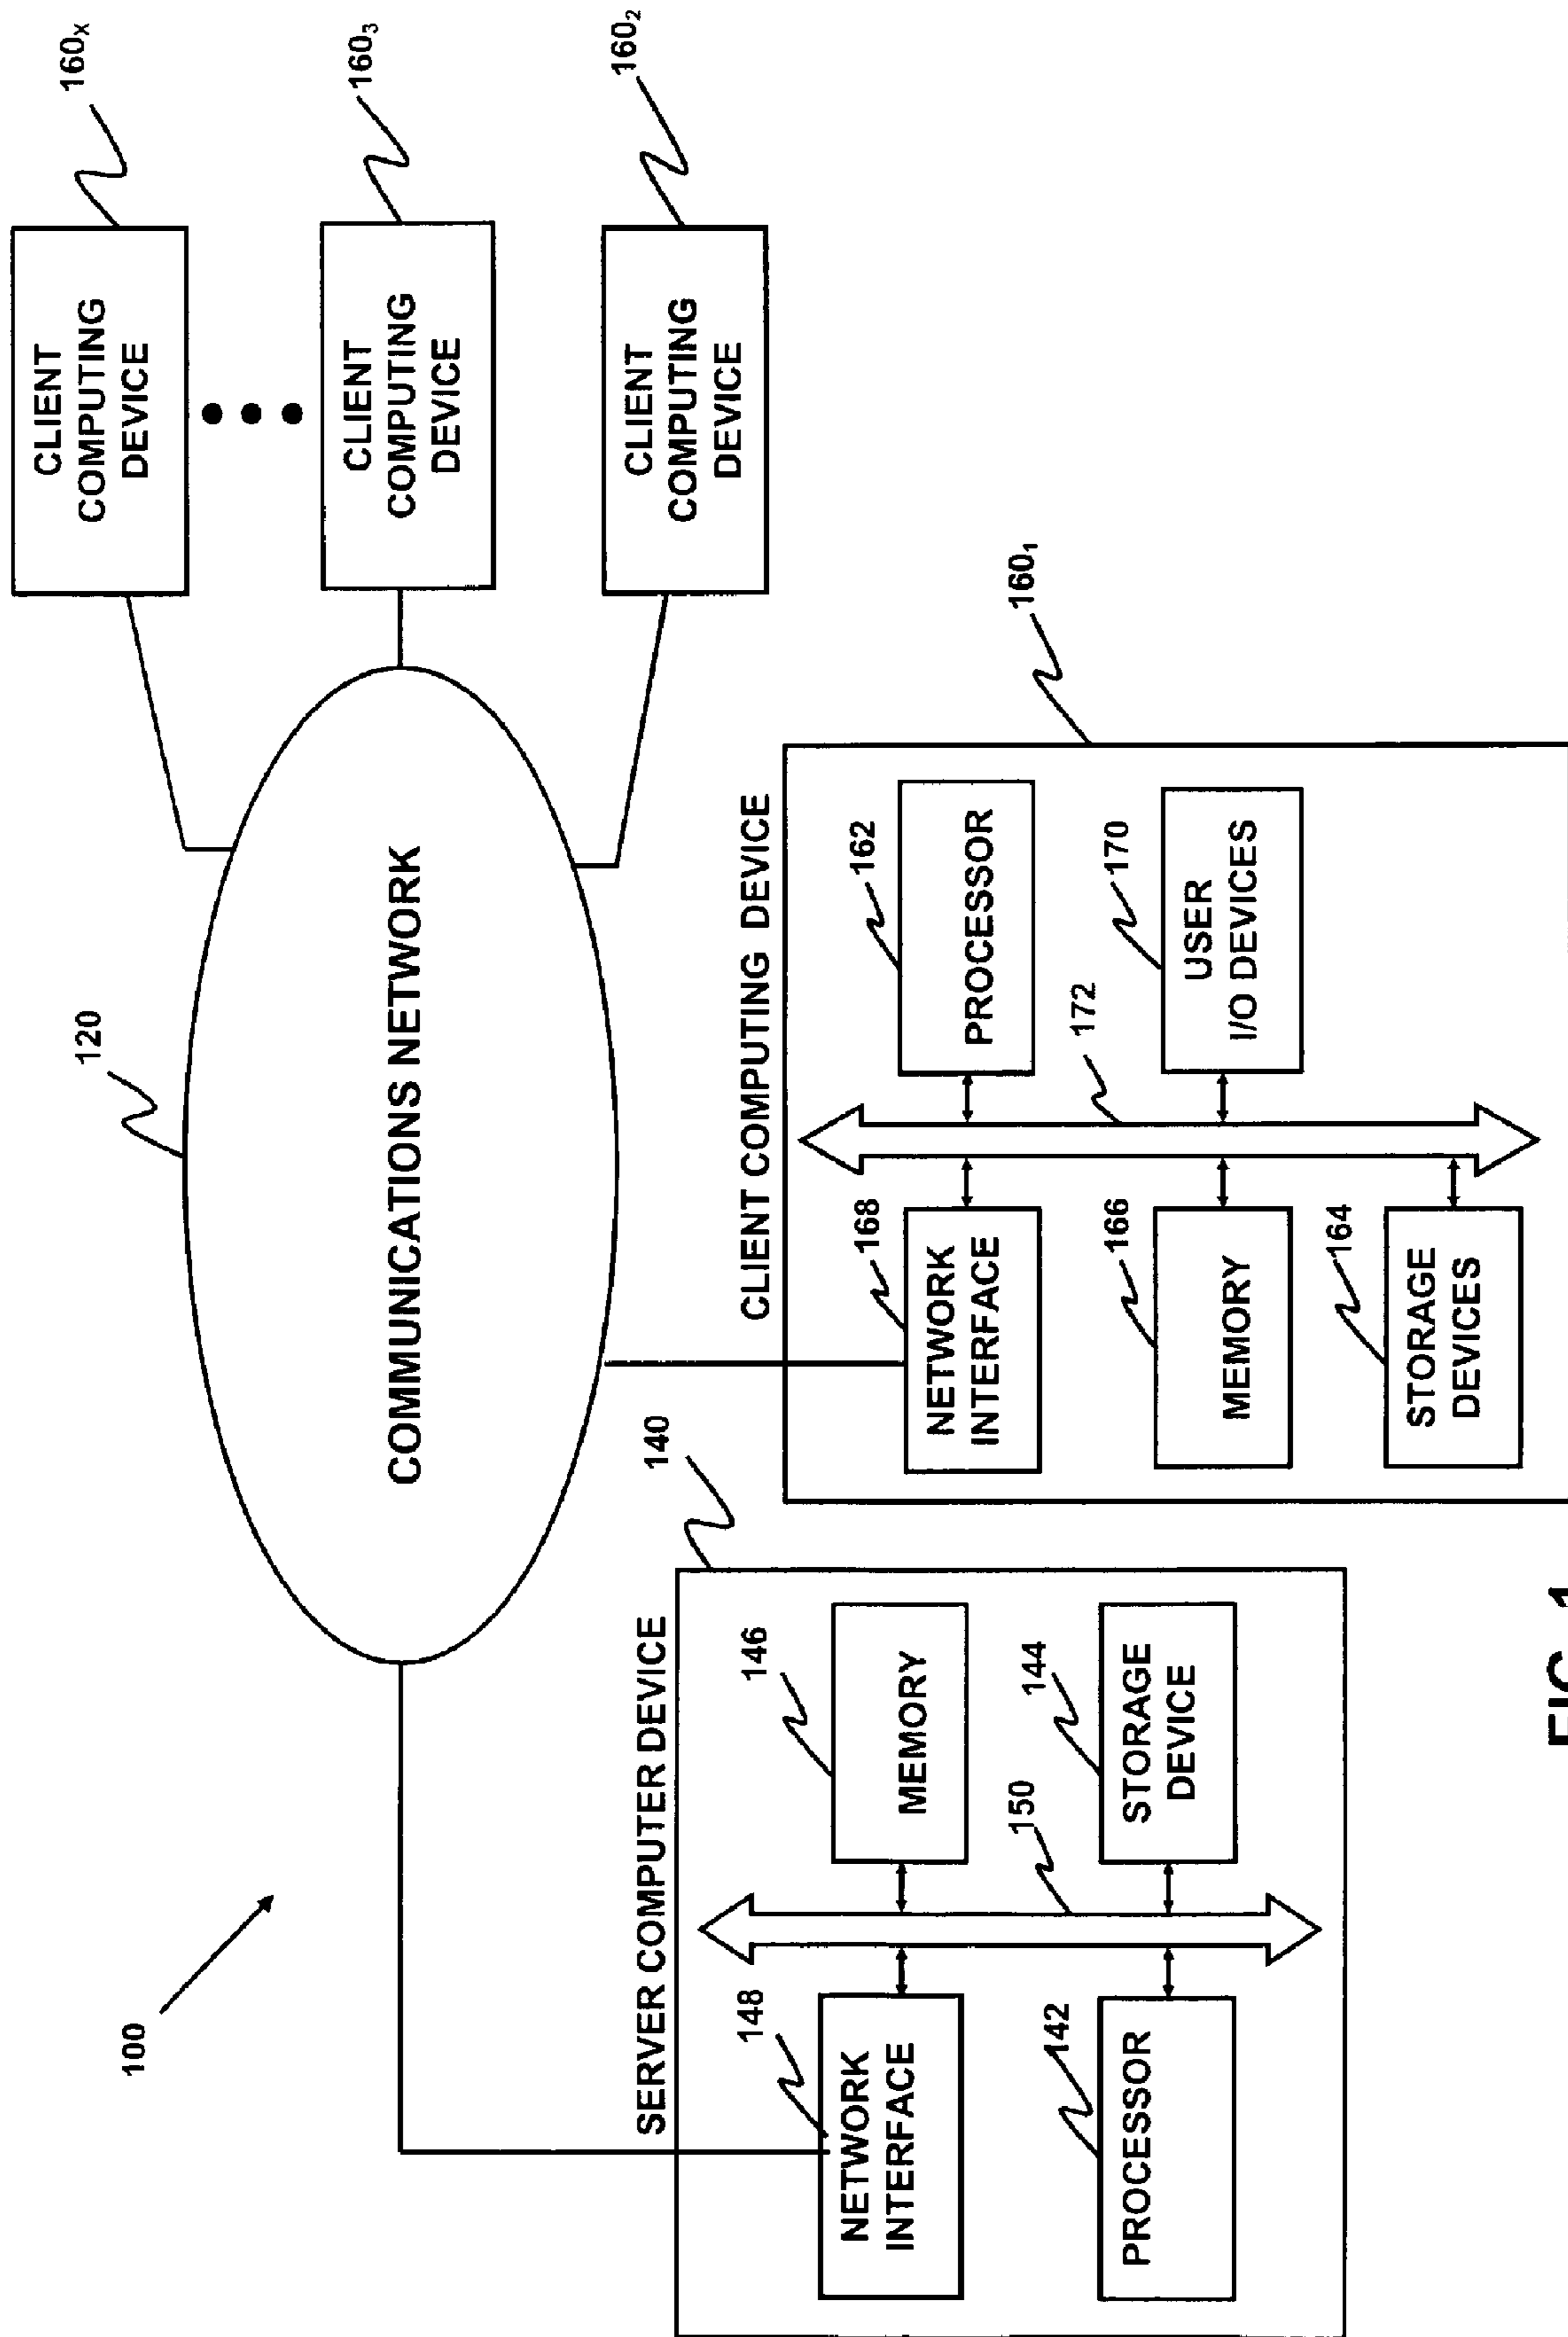 100
120
COMMUNICATIONS NETWORK
CLIENT
COMPUTING
DEVICE
160X
CLIENT
COMPUTING
DEVICE
160₃
CLIENT
COMPUTING
DEVICE
160₂
SERVER COMPUTER DEVICE
140
148
NETWORK
INTERFACE
146
MEMORY
150
142
PROCESSOR
144
STORAGE
DEVICE
CLIENT COMPUTING DEVICE
160₁
168
NETWORK
INTERFACE
162
PROCESSOR
172
166
MEMORY
170
USER
I/O DEVICES
164
STORAGE
DEVICES
FIG. 1